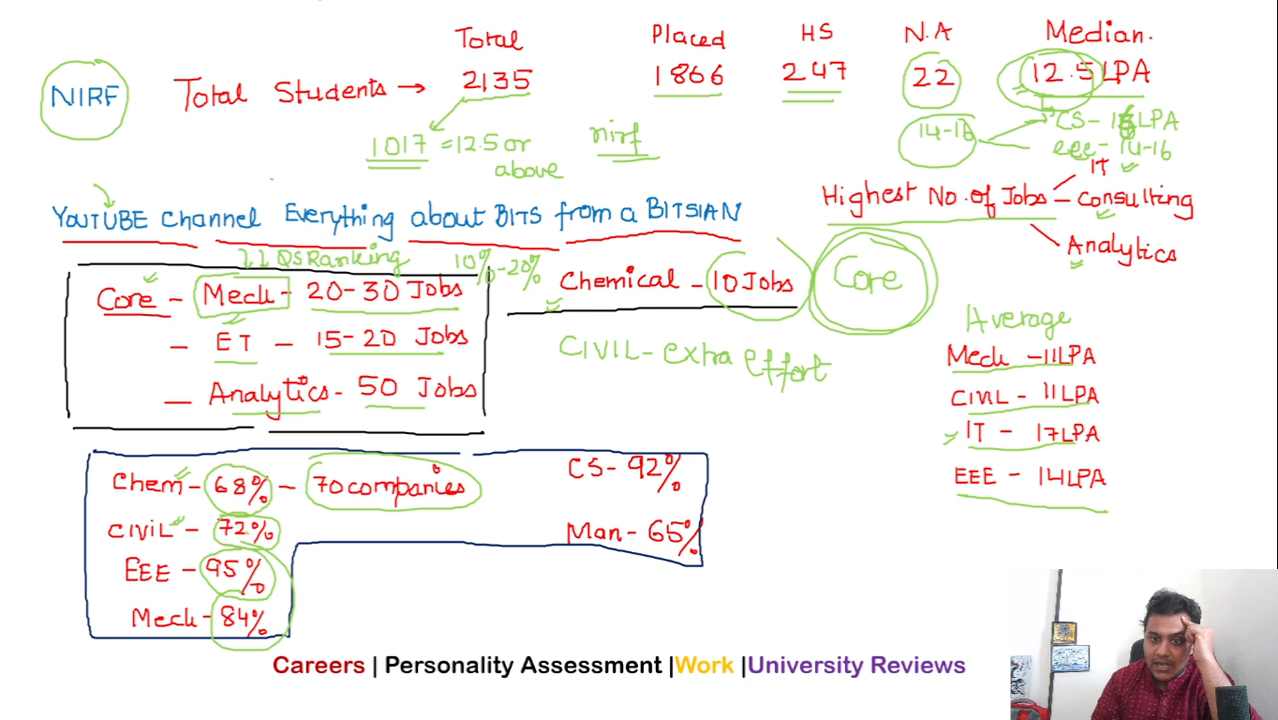 Total Placed HS N.A Median.
NIRF Total Students → 2135 1866 247 22 12.5 LPA
1017 = 12.5 or above nirf 14-16 CS - LPA
eee - 14-16
Highest No. of Jobs - IT
- Consulting
- Analytics
YouTUBE Channel Everything about BITS from a BITSIAN
↓↓ QS Ranking 10% - 20%
Core - Mech - 20-30 Jobs
- ET - 15-20 Jobs
- Analytics - 50 Jobs
Chemical - 10 Jobs Core
CIVIL - extra effort
Average
Mech - 11LPA
CIVIL - 11LPA
IT - 17LPA
EEE - 14LPA
Chem - 68% - 70 companies
CIVIL - 72%
EEE - 95%
Mech - 84%
CS - 92%
Man - 65%
Careers | Personality Assessment |Work |University Reviews